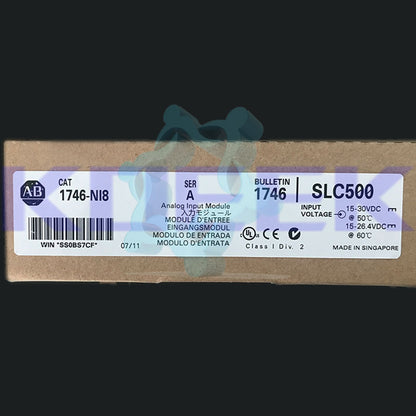 AB
CAT
1746-NI8
SER
A
BULLETIN
1746
SLC500
Analog Input Module
入力モジュール
MODULE D'ENTREE
EINGANGSMODUL
MODULO DE ENTRADA
MODULO D'ENTRATA
INPUT
VOLTAGE
15-30VDC
@ 50℃
15-26.4VDC
@ 60℃
WIN "SS0BS7CF"
07/11
Class I Div. 2
MADE IN SINGAPORE